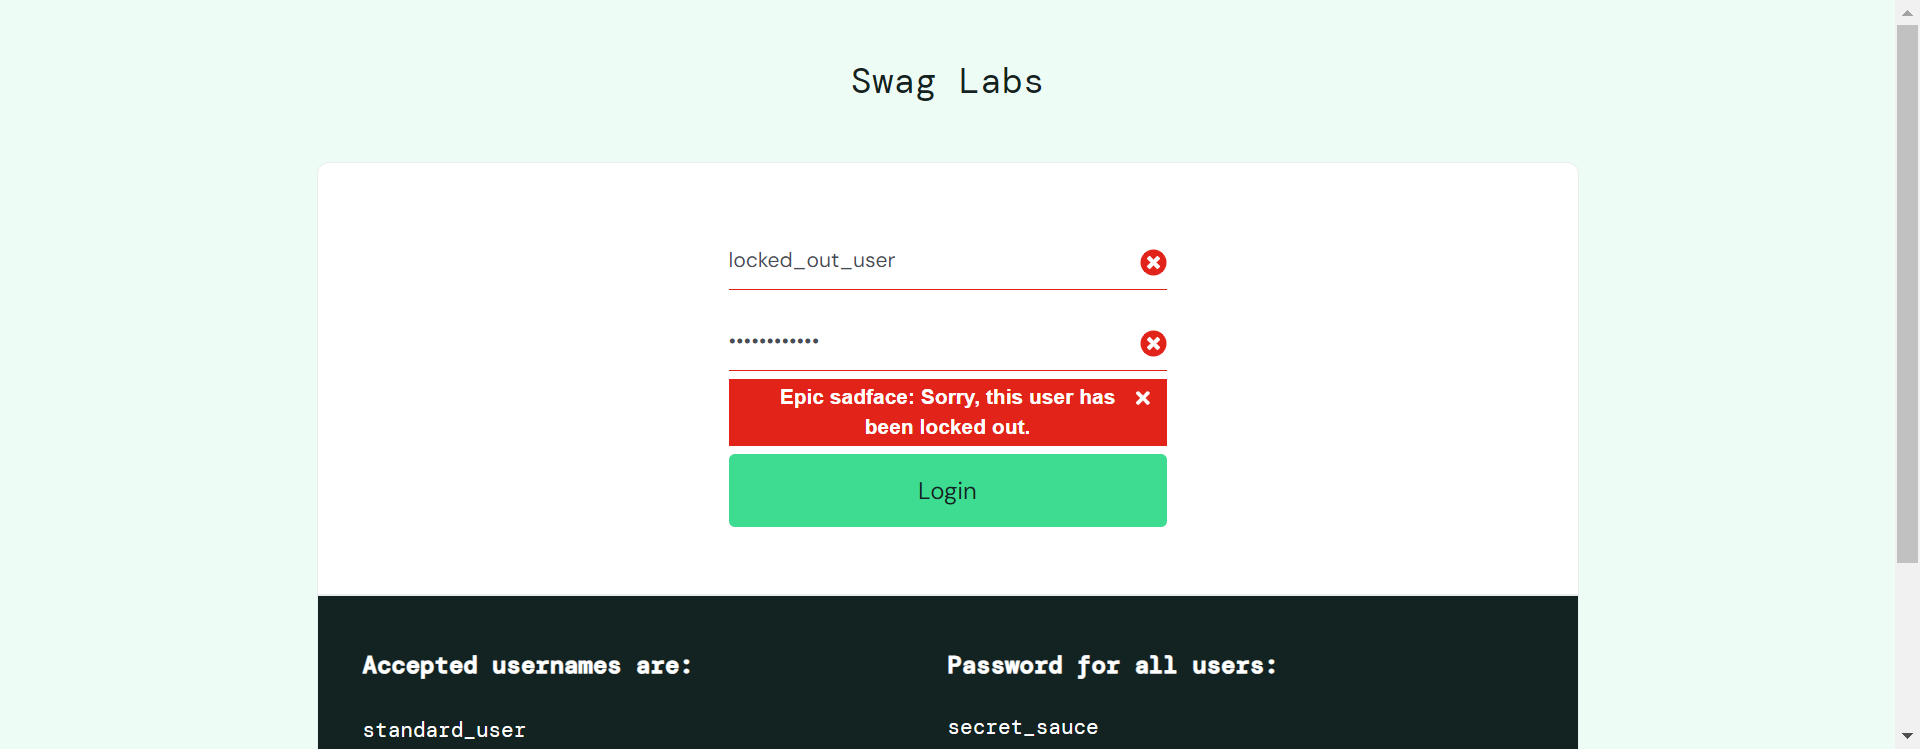 Swag Labs
locked_out_user
••••••••••••
Epic sadface: Sorry, this user has
been locked out.
Login
Accepted usernames are:
standard_user
Password for all users:
secret_sauce